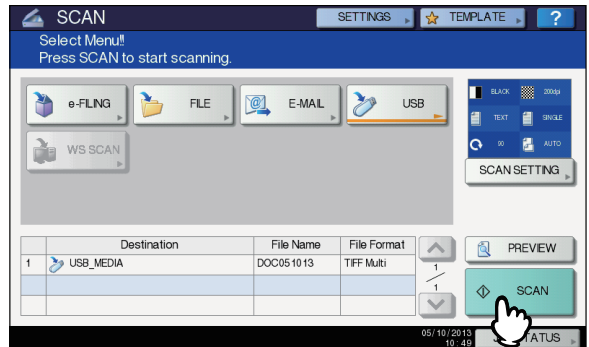 SCAN
SETTINGS
TEMPLATE
?
Select Menu!!
Press SCAN to start scanning.
e-FILING
FILE
E-MAIL
USB
WS SCAN
BLACK
200dpi
TEXT
SINGLE
90
AUTO
SCAN SETTING
Destination File Name File Format
1 USB_MEDIA DOC051013 TIFF Multi
1
1
PREVIEW
SCAN
05/10/2013
10:49